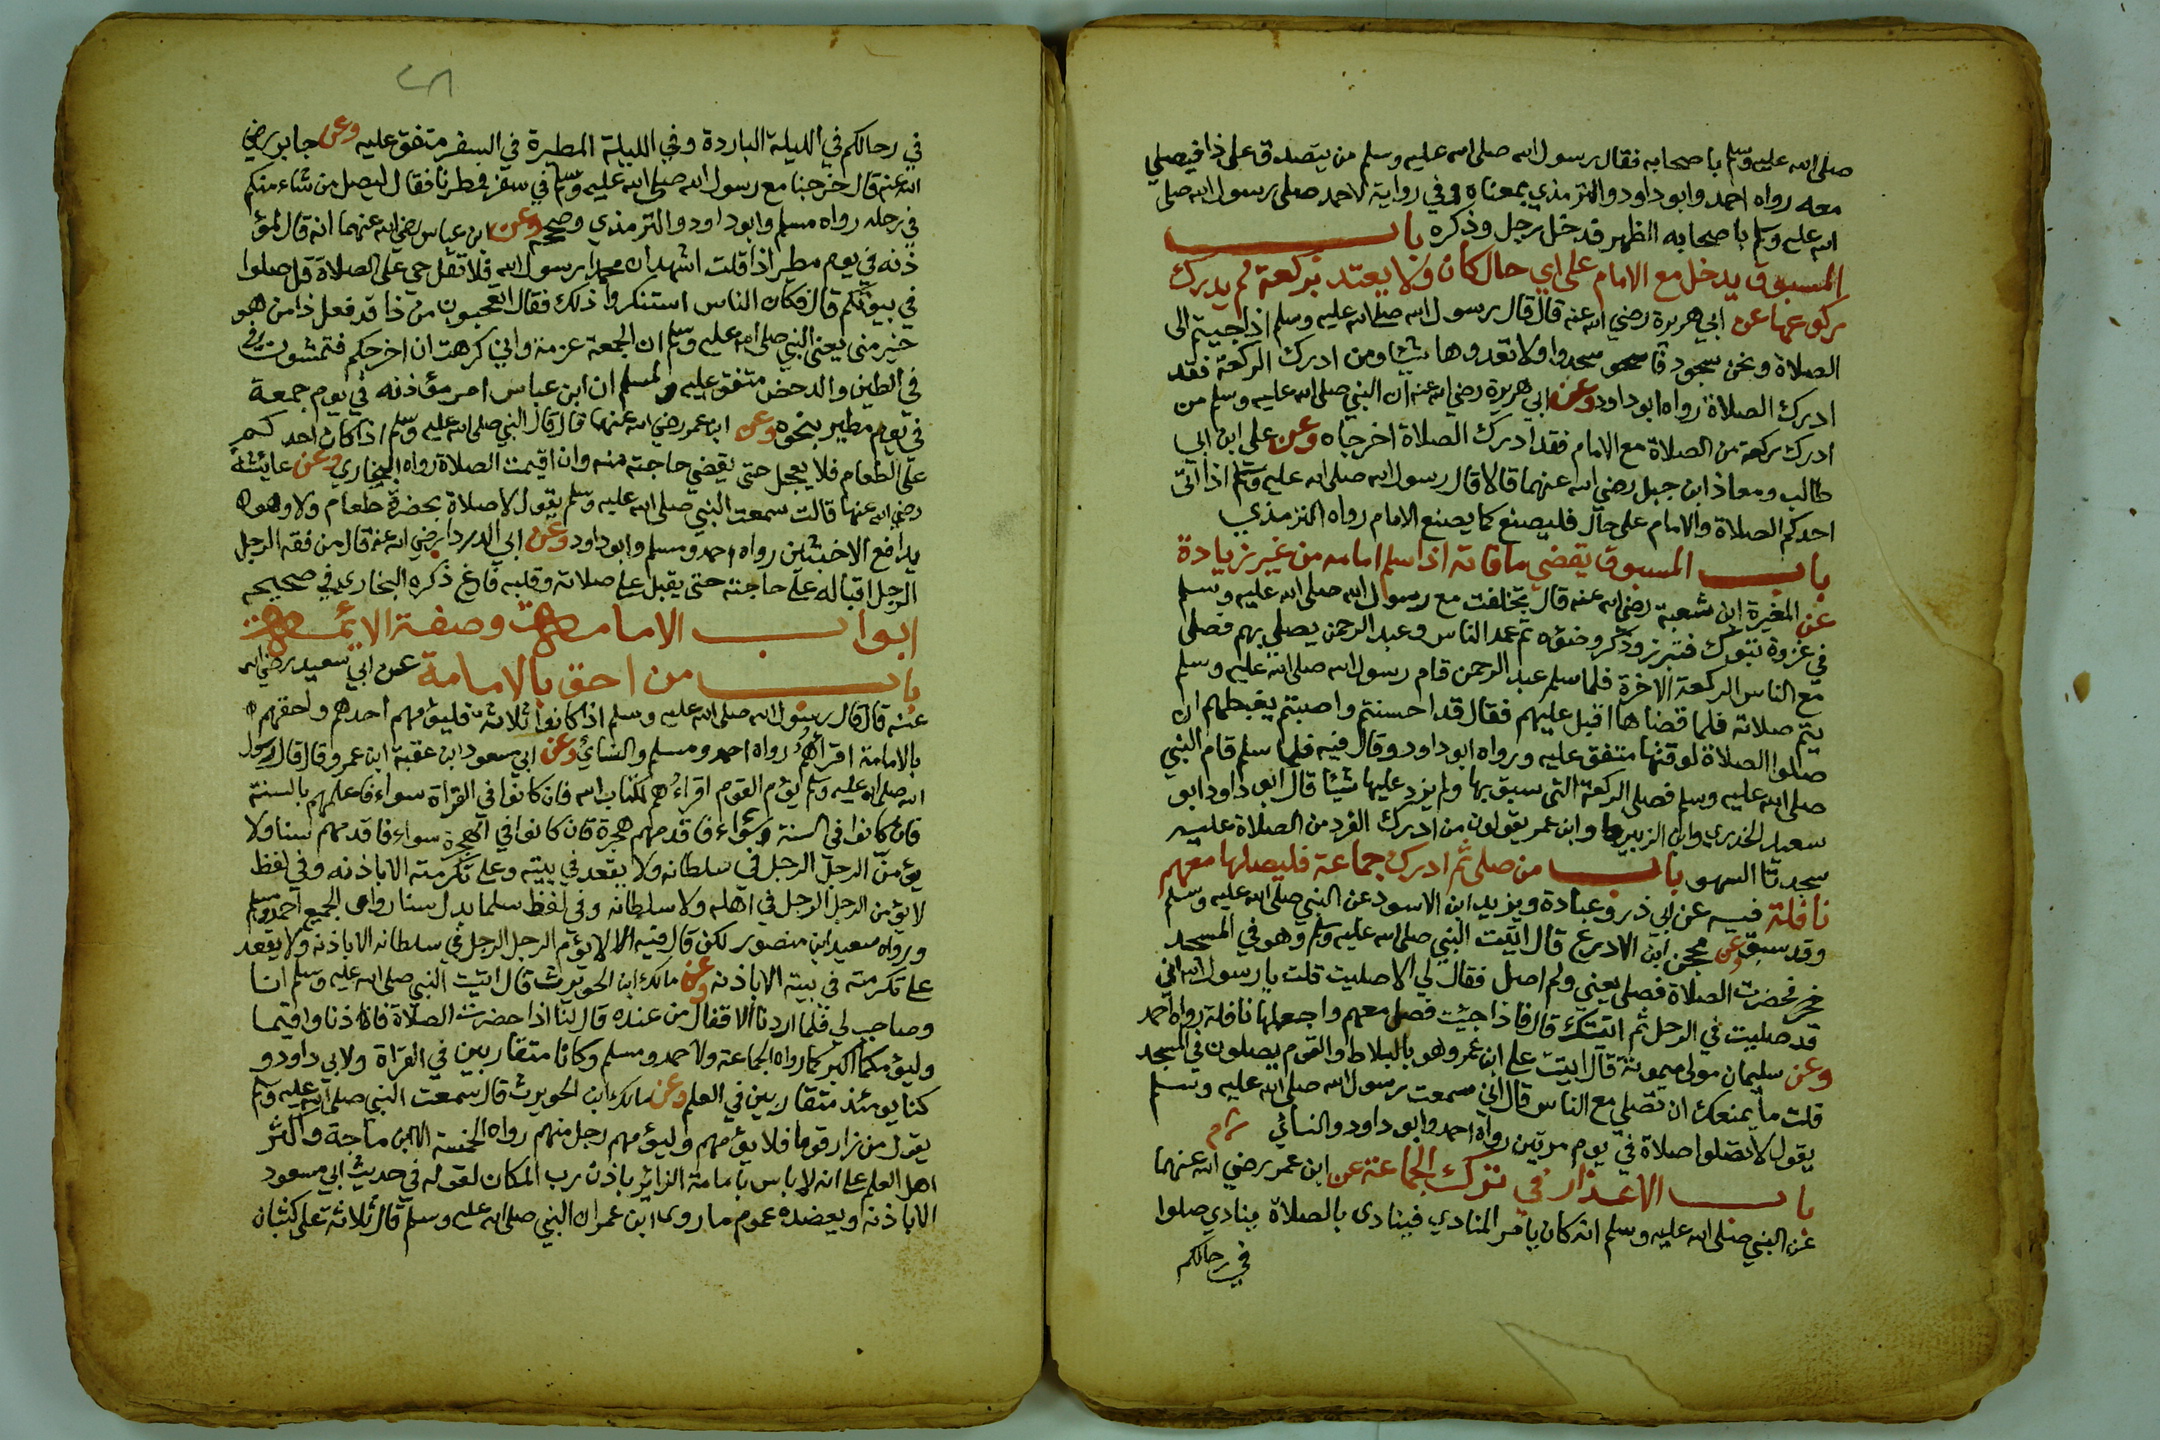 صلى الله عليه وسلم باصحابه فقال رسول الله صلى الله عليه وسلم من يتصدق على ذا فيصلي
معه رواه احمد وابو داود والترمذي بمعناه وفي رواية لاحمد صلى رسول الله صلى
الله عليه وسلم باصحابه الظهر فدخل رجل وذكره باب
المسبوق يدخل مع الامام على اي حال كان ولا يعتد بركعة لم يدرك
ركوعها عن ابي هريرة رضي الله عنه قال قال رسول الله صلى الله عليه وسلم اذا جيتم الى
الصلاة ونحن سجود فاسجدوا ولا تعدوها شيئا ومن ادرك الركعة فقد
ادرك الصلاة رواه ابو داود وعن ابي هريرة رضي الله عنه ان النبي صلى الله عليه وسلم من
ادرك ركعة من الصلاة مع الامام فقد ادرك الصلاة اخرجاه وعن علي ابن ابي
طالب ومعاذ ابن جبل رضي الله عنهما قالا قال رسول الله صلى الله عليه وسلم اذا اتى
احدكم الصلاة والامام على حال فليصنع كما يصنع الامام رواه الترمذي
باب المسبوق يقضي ما فاته اذا سلم امامه من غير زيادة
عن المغيرة ابن شعبة رضي الله عنه قال تخلفت مع رسول الله صلى الله عليه وسلم
في غزوة تبوك فتبرز وذكر وضؤه ثم عمد الناس وعبد الرحمن يصلي بهم فصلى
مع الناس الركعة الاخرة فلما سلم عبد الرحمن قام رسول الله صلى الله عليه وسلم
يتم صلاته فلما قضاها اقبل عليهم فقال قد احسنتم واصبتم يغبطهم ان
صلوا الصلاة لوقتها متفق عليه ورواه ابو داود وقال فيه فلما سلم قام النبي
صلى الله عليه وسلم فصلى الركعة التي سبق بها ولم يزد عليها شيئا قال ابو داود ابو
سعيد الخدري وابن الزبير وابن عمر يقولون من ادرك الفرد من الصلاة عليه
سجدتا السهو باب من صلى ثم ادرك جماعة فليصلها معهم
نافلة فيه عن ابي ذر وعبادة ويزيد ابن الاسود عن النبي صلى الله عليه وسلم
وقد سبق وعن محجن ابن الادرع قال اتيت النبي صلى الله عليه وسلم وهو في المسجد
فحضرت الصلاة فصلى يعني ولم اصل فقال لي الا صليت قلت يا رسول الله اني
قد صليت في الرحل ثم اتيتك قال فاذا جئت فصل معهم واجعلها نافلة رواه احمد
وعن سليمان مولى ميمونة قال اتيت على ابن عمر وهو بالبلاط والقوم يصلون في المسجد
قلت ما يمنعك ان تصلي مع الناس قال اني سمعت رسول الله صلى الله عليه وسلم
يقول لا تصلوا صلاة في يوم مرتين رواه احمد وابو داود والنسائي
باب الاعذار في ترك الجماعة عن ابن عمر رضي الله عنهما
عن النبي صلى الله عليه وسلم انه كان يامر المنادي فينادى بالصلاة ينادي صلوا
في رحالكم
في رحالكم في الليلة الباردة وفي الليلة المطيرة في السفر متفق عليه وعن جابر رضي
الله عنه قال خرجنا مع رسول الله صلى الله عليه وسلم في سفر فمطرنا فقال ليصل من شاء منكم
في رحله رواه مسلم وابو داود والترمذي وصححه وعن ابن عباس رضي الله عنهما انه قال لمؤ
ذنه في يوم مطير اذا قلت اشهد ان محمدا رسول الله فلا تقل حي على الصلاة قل صلوا
في بيوتكم قال فكان الناس استنكروا ذلك فقال اتعجبون من ذا قد فعل ذا من هو
خير مني يعني النبي صلى الله عليه وسلم ان الجمعة عزمة واني كرهت ان اخرجكم فتمشون
في الطين والدحض متفق عليه ولمسلم ان ابن عباس امر مؤذنه في يوم جمعة
في يوم مطير بنحوه وعن ابن عمر رضي الله عنهما قال قال النبي صلى الله عليه وسلم اذا كان احدكم
على الطعام فلا يعجل حتى يقضي حاجته منه وان اقيمت الصلاة رواه البخاري وعن عائشة
رضي الله عنها قالت سمعت النبي صلى الله عليه وسلم يقول لا صلاة بحضرة طعام ولا وهو
يدافع الاخبثين رواه احمد ومسلم وابو داود وعن ابي الدرداء رضي الله عنه قال من فقه الرجل
الرجل اقباله على حاجته حتى يقبل على صلاته وقلبه فارغ ذكره البخاري في صحيحه
ابواب الامامة وصفة الائمة
باب من احق بالامامة عن ابي سعيد رضي الله
عنه قال قال رسول الله صلى الله عليه وسلم اذا كانوا ثلاثة فليؤمهم احدهم واحقهم
بالامامة اقراهم رواه احمد ومسلم والنسائي وعن ابي مسعود ابن عقبة ابن عمرو قال قال رسول
الله صلى الله عليه وسلم يؤم القوم اقراءهم لكتاب الله فان كانوا في القراة سواء فاعلمهم بالسنة
فان كانوا في السنة سواء فاقدمهم هجرة فان كانوا في الهجرة سواء فاقدمهم سنا ولا
يؤمن الرجل الرجل في سلطانه ولا يقعد في بيته وعلى تكرمته الا باذنه وفي لفظ
لا يؤمن الرجل الرجل في اهله ولا سلطانه وفي لفظ سلما بدل سنا روا الجميع احمد ومسلم
ورواه سعيد ابن منصور لكن قال فيه لا يؤم الرجل الرجل في سلطانه الا باذنه ولا يقعد
على تكرمته في بيته الا باذنه وعن مالك ابن الحويرث قال اتيت النبي صلى الله عليه وسلم انا
وصاحب لي فلما اردنا الاقفال من عنده قال لنا اذا حضرت الصلاة فاذنا واقيما
وليؤمكما اكبركما رواه الجماعة ولاحمد ومسلم وكانا متقاربين في القراة ولابي داود و
كنا يومئذ متقاربين في العلم وعن مالك ابن الحويرث قال سمعت النبي صلى الله عليه وسلم
يقول من زار قوما فلا يؤمهم وليؤمهم رجل منهم رواه الخمسة الا ابن ماجة واكثر
اهل العلم على انه لا باس بامامة الزائر باذن رب المكان لقوله في حديث ابي مسعود
الا باذنه ويعضده عموم ما روى ابن عمر ان النبي صلى الله عليه وسلم قال ثلاثة على كثبان